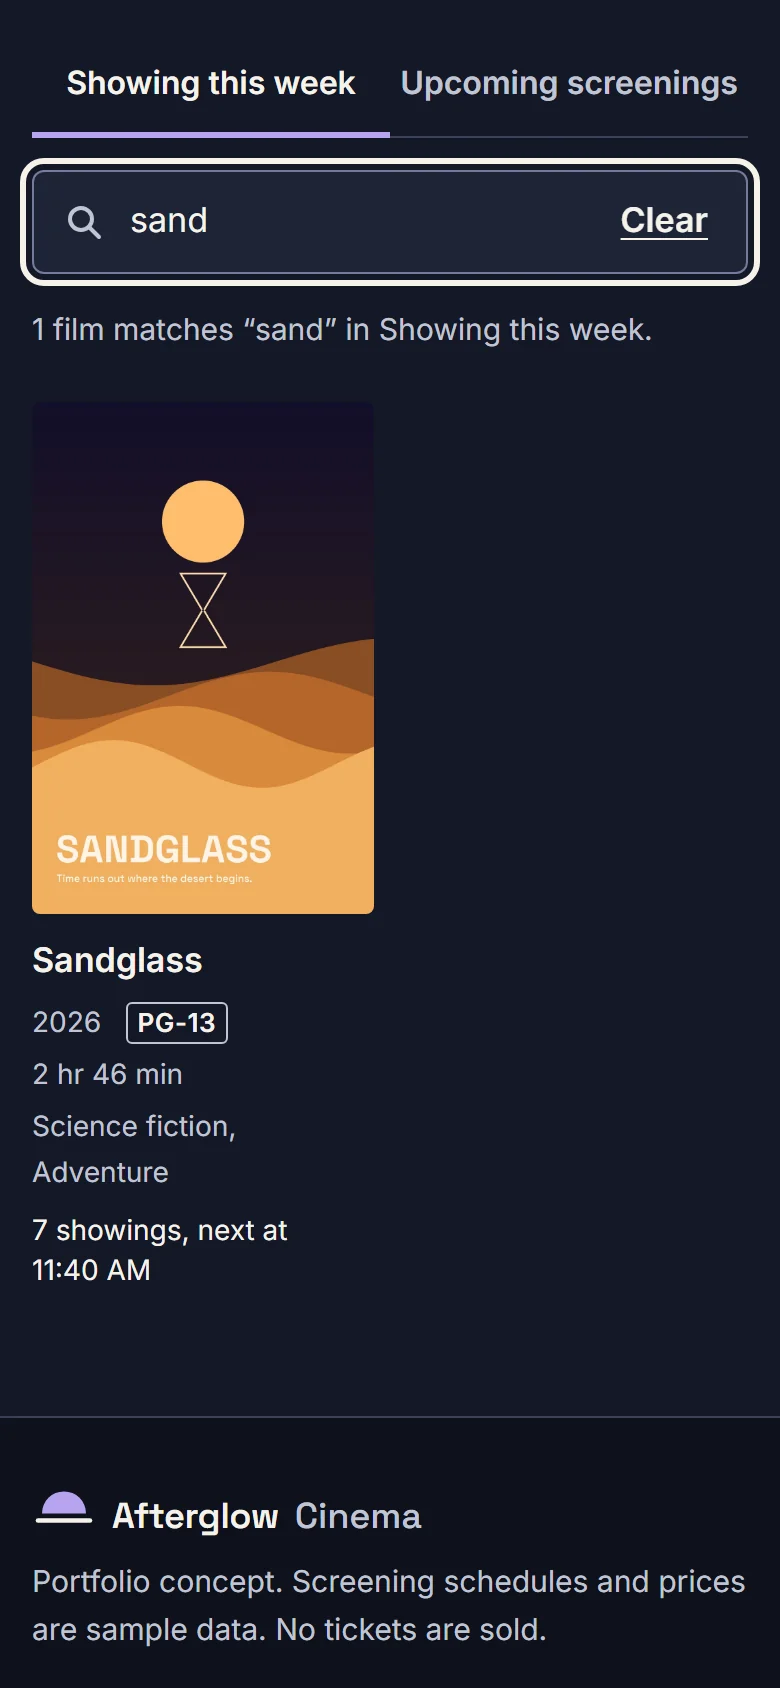 Showing this week
Upcoming screenings
sand
Clear
1 film matches “sand” in Showing this week.
SANDGLASS
Time runs out where the desert begins.
Sandglass
2026 PG-13
2 hr 46 min
Science fiction,
Adventure
7 showings, next at
11:40 AM
Afterglow Cinema
Portfolio concept. Screening schedules and prices
are sample data. No tickets are sold.